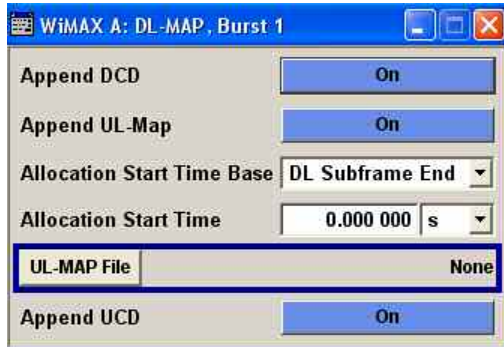 WiMAX A: DL-MAP, Burst 1
Append DCD On
Append UL-Map On
Allocation Start Time Base DL Subframe End
Allocation Start Time 0.000 000 s
UL-MAP File None
Append UCD On